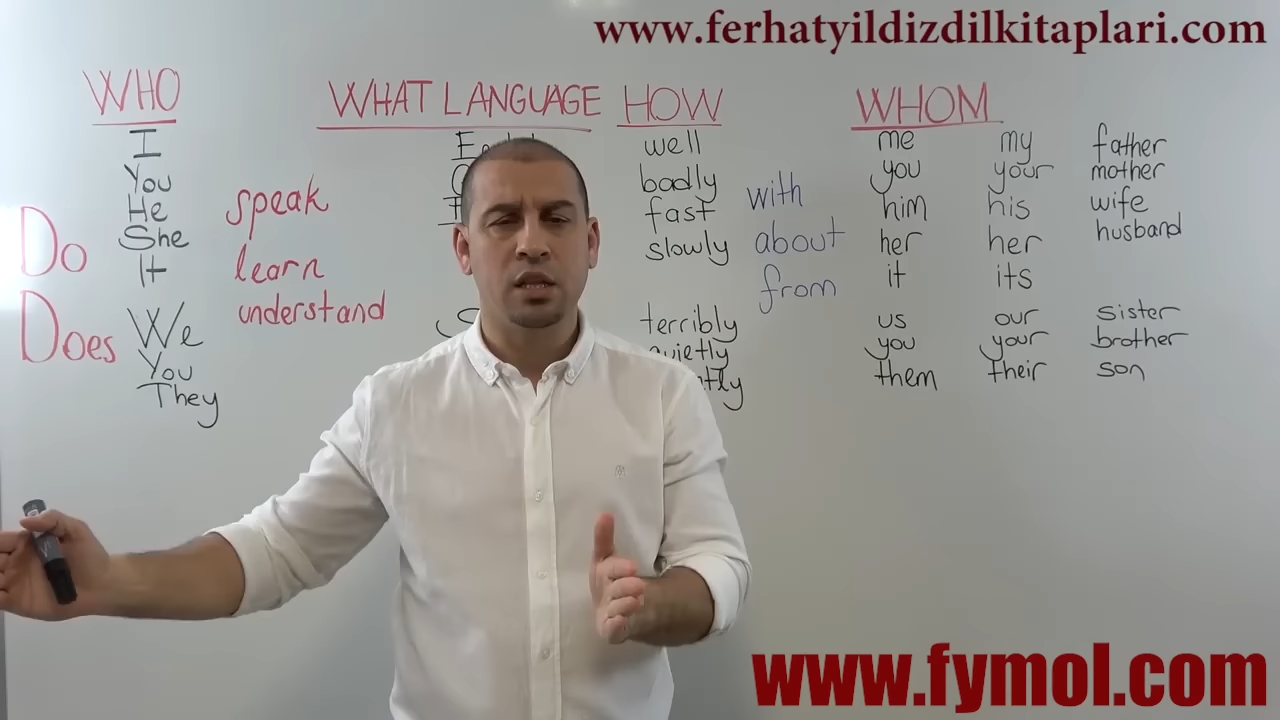 www.ferhatyildizdilkitaplari.com
WHO WHAT LANGUAGE HOW WHOM
Do
Does
I
You
He
She
It
We
You
They
speak
learn
understand
well
badly
fast
slowly
terribly
quietly
with
about
from
me
you
him
her
it
us
you
them
my
your
his
her
its
our
your
their
father
mother
wife
husband
sister
brother
son
www.fymol.com